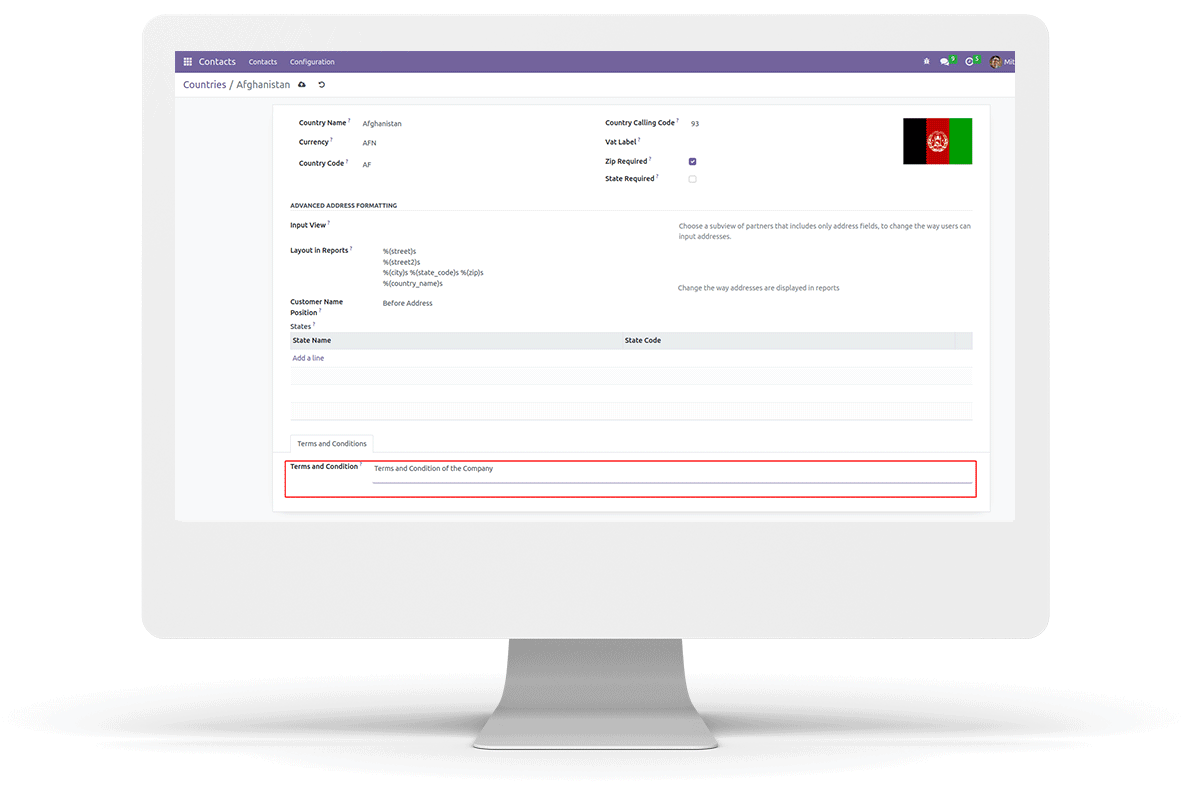 Contacts Contacts Configuration 9 5 Mit
Countries / Afghanistan
Country Name ? Afghanistan
Currency ? AFN
Country Code ? AF
Country Calling Code ? 93
Vat Label ?
Zip Required ?
State Required ?
ADVANCED ADDRESS FORMATTING
Input View ?
Choose a subview of partners that includes only address fields, to change the way users can
input addresses.
Layout in Reports ?
%(street)s
%(street2)s
%(city)s %(state_code)s %(zip)s
%(country_name)s
Change the way addresses are displayed in reports
Customer Name
Position ?
Before Address
States ?
State Name State Code
Add a line
Terms and Conditions
Terms and Condition ? Terms and Condition of the Company